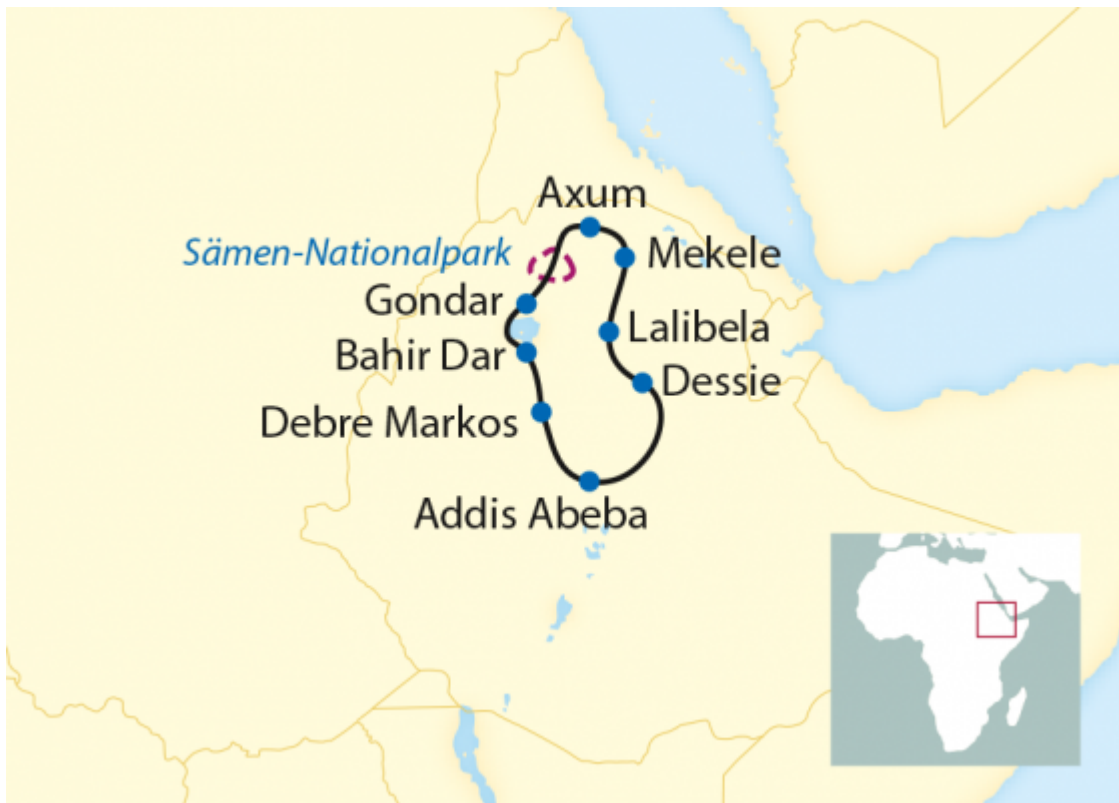 Axum
Sämen-Nationalpark
Mekele
Gondar
Lalibela
Bahir Dar
Dessie
Debre Markos
Addis Abeba